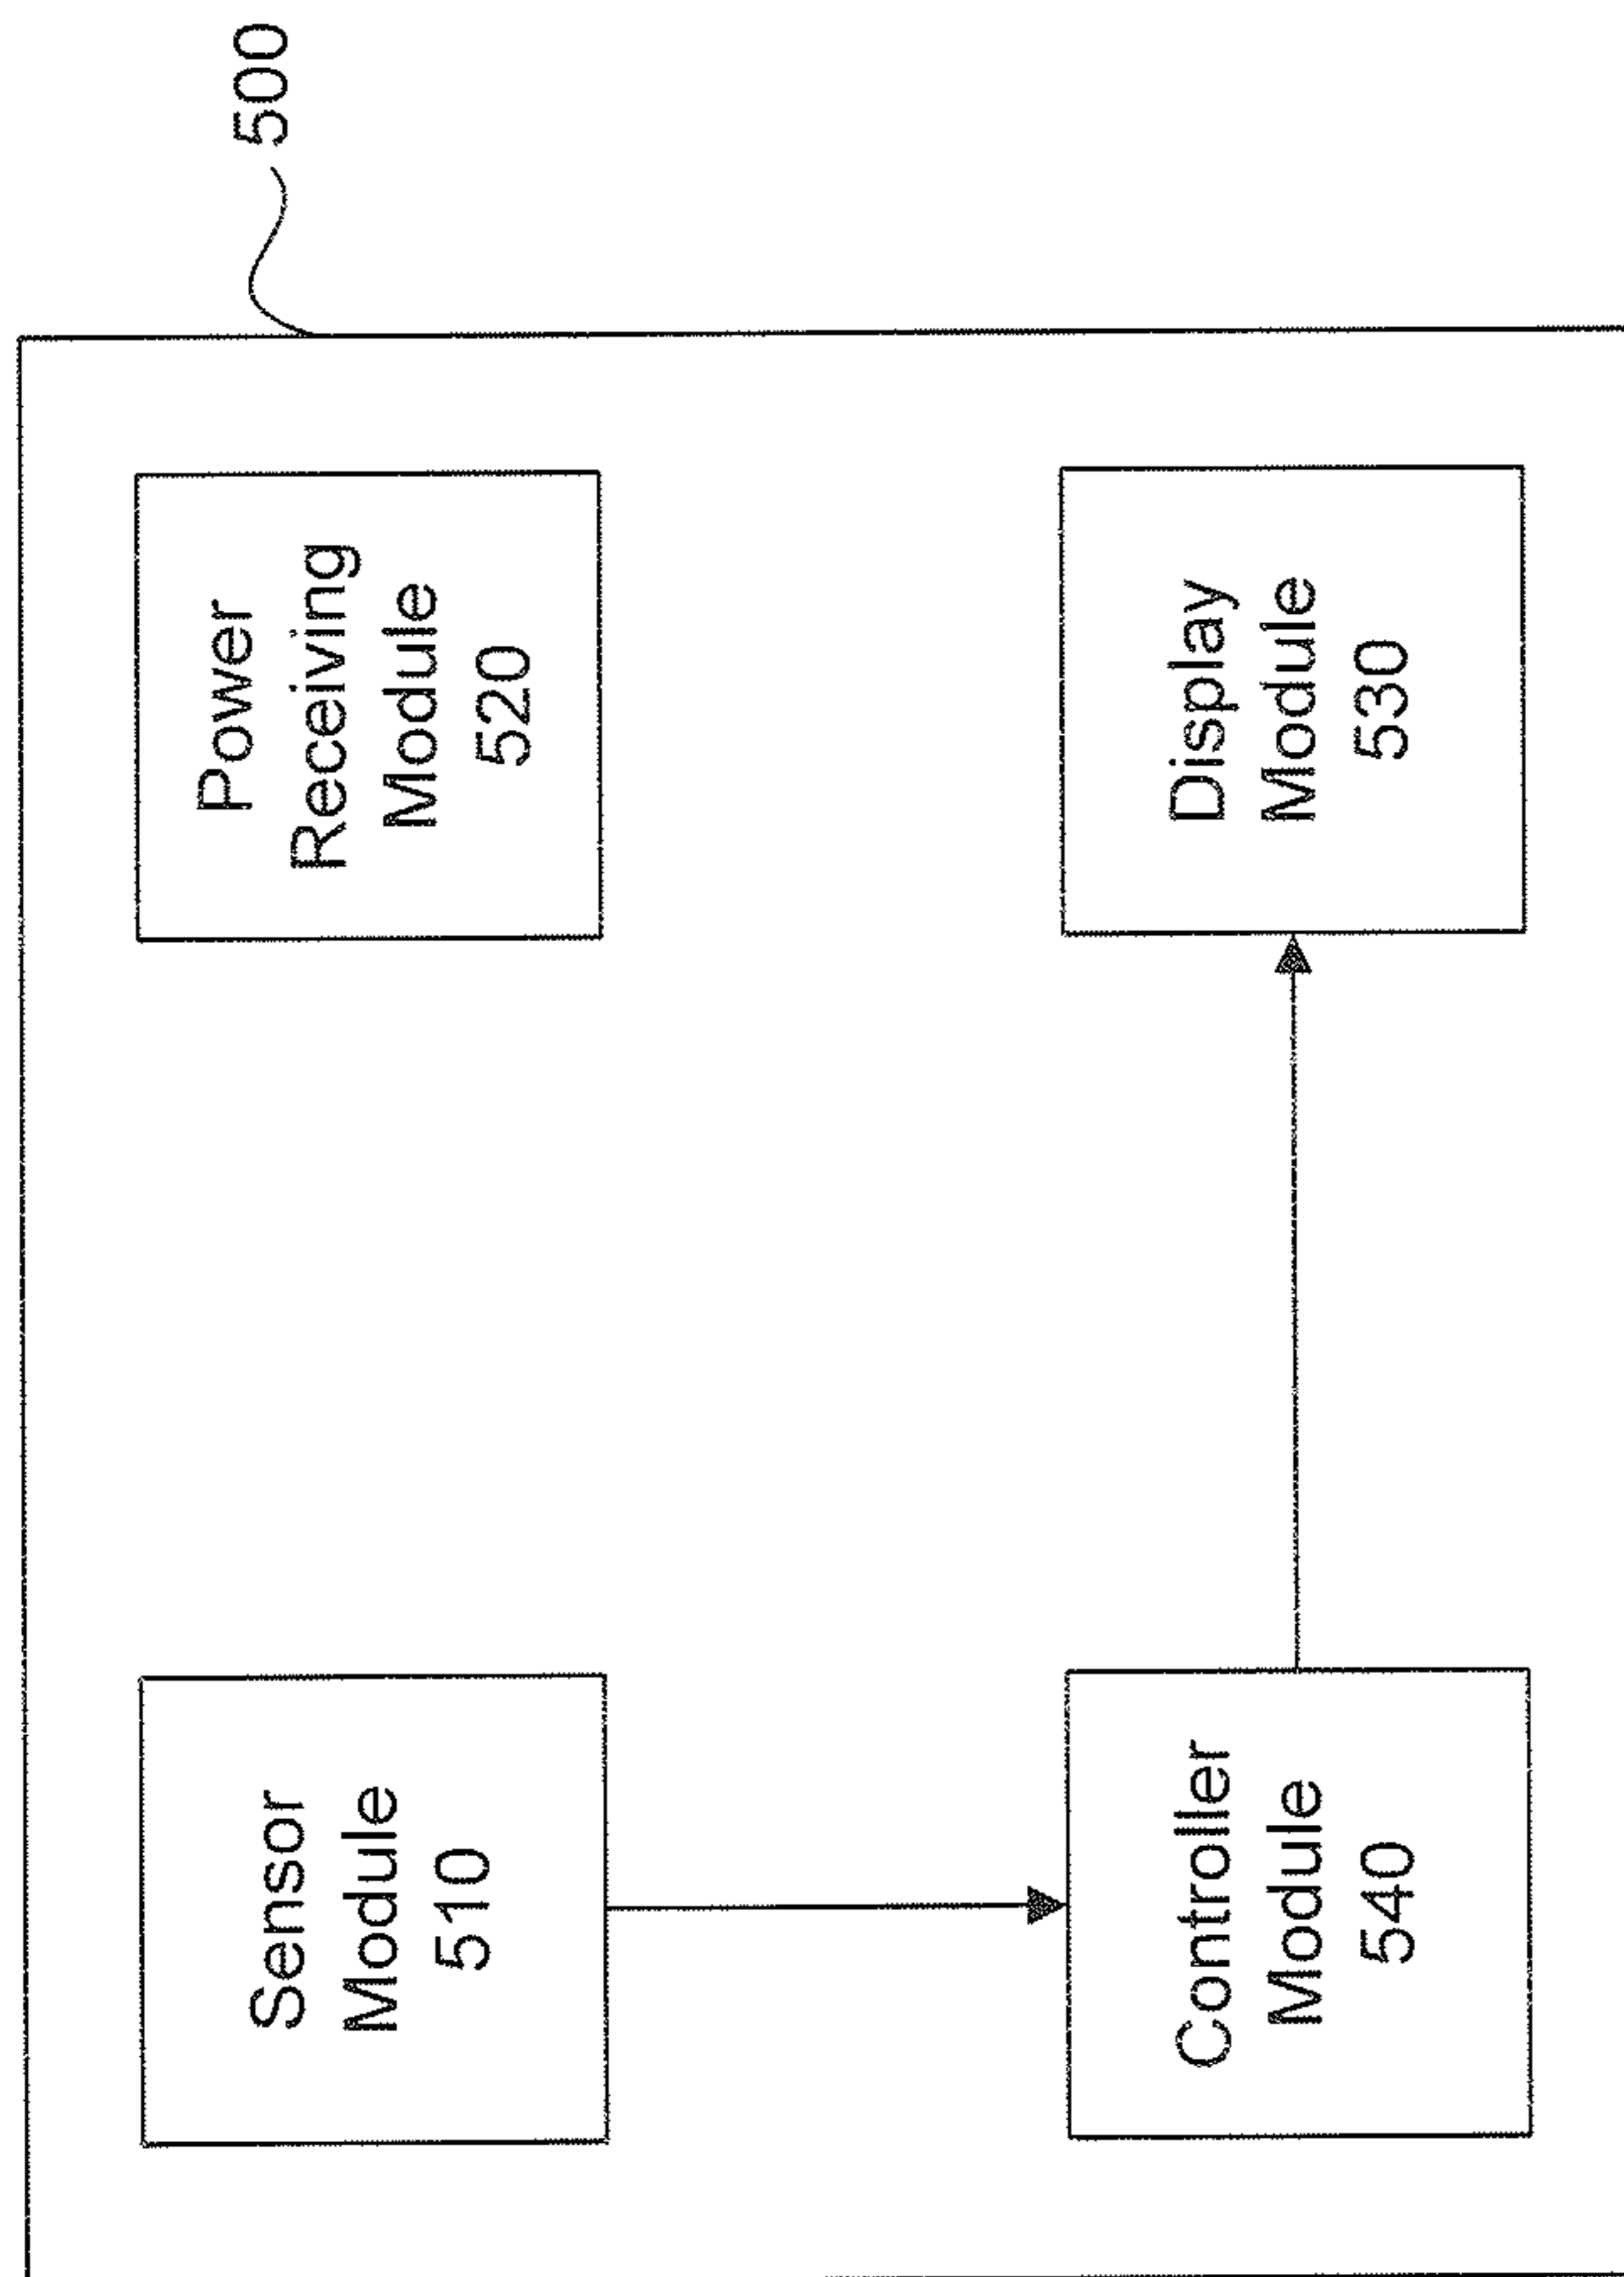 500
Sensor
Module
510
Power
Receiving
Module
520
Controller
Module
540
Display
Module
530